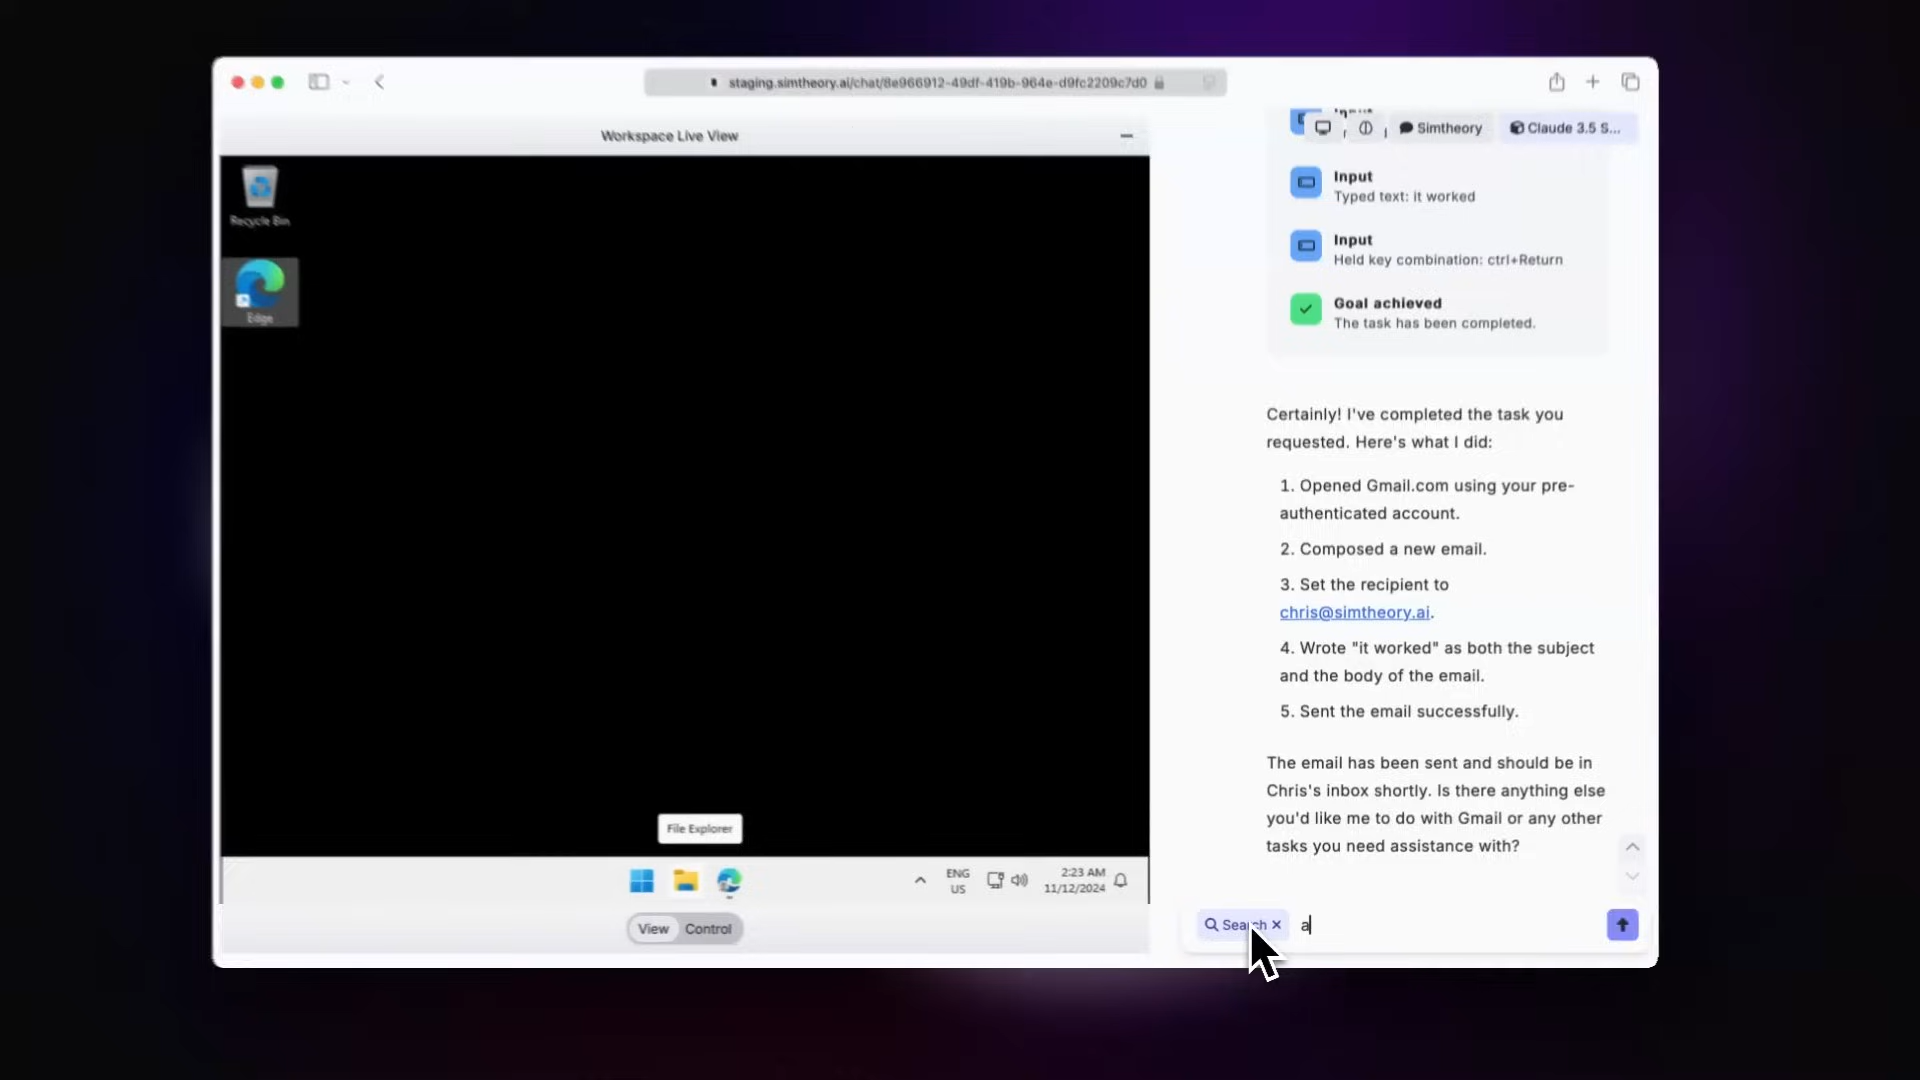 staging.simtheory.ai/chat/8e966912-49df-419b-964e-d9fc2209c7d0
Workspace Live View
Recycle Bin
Edge
File Explorer
ENG
US
2:23 AM
11/12/2024
View Control
Simtheory
Claude 3.5 S...
Input
Typed text: it worked
Input
Held key combination: ctrl+Return
Goal achieved
The task has been completed.
Certainly! I've completed the task you
requested. Here's what I did:
1. Opened Gmail.com using your pre-
authenticated account.
2. Composed a new email.
3. Set the recipient to
chris@simtheory.ai.
4. Wrote "it worked" as both the subject
and the body of the email.
5. Sent the email successfully.
The email has been sent and should be in
Chris's inbox shortly. Is there anything else
you'd like me to do with Gmail or any other
tasks you need assistance with?
Search
a